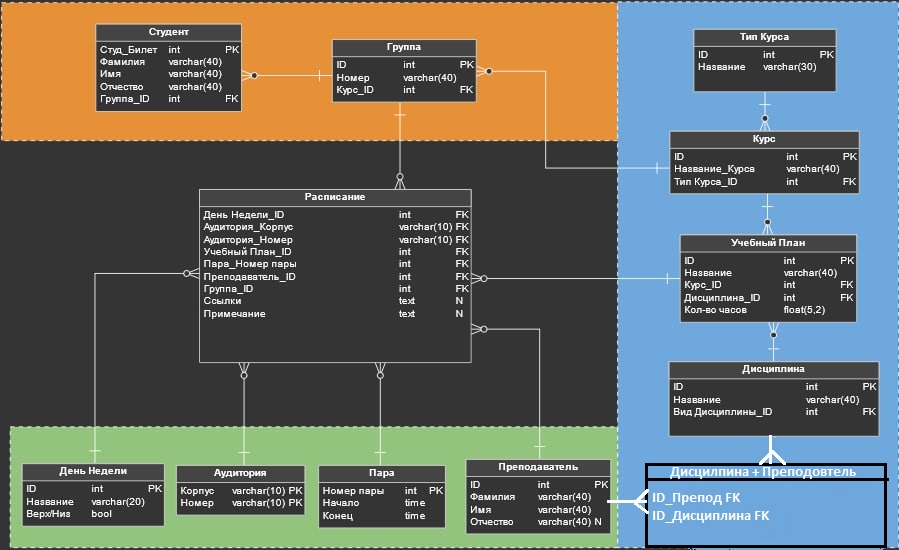 Студент
Студ_Билет int PK
Фамилия varchar(40)
Имя varchar(40)
Отчество varchar(40)
Группа_ID int FK
Группа
ID int PK
Номер varchar(40)
Курс_ID int FK
Тип Курса
ID int PK
Название varchar(30)
Курс
ID int PK
Название_Курса varchar(40)
Тип Курса_ID int FK
Расписание
День Недели_ID int FK
Аудитория_Корпус varchar(10) FK
Аудитория_Номер varchar(10) FK
Учебный План_ID int FK
Пара_Номер пары int FK
Преподаватель_ID int FK
Группа_ID int FK
Ссылки text N
Примечание text N
Учебный План
ID int PK
Название varchar(40)
Курс_ID int FK
Дисциплина_ID int FK
Кол-во часов float(5,2)
Дисциплина
ID int PK
Название varchar(40)
Вид Дисциплины_ID int FK
День Недели
ID int PK
Название varchar(20)
Верх/Низ bool
Аудитория
Корпус varchar(10) PK
Номер varchar(10) PK
Пара
Номер пары int PK
Начало time
Конец time
Преподаватель
ID int PK
Фамилия varchar(40)
Имя varchar(40)
Отчество varchar(40) N
Дисцилпина + Преподовтель
ID_Препод FK
ID_Дисциплина FK